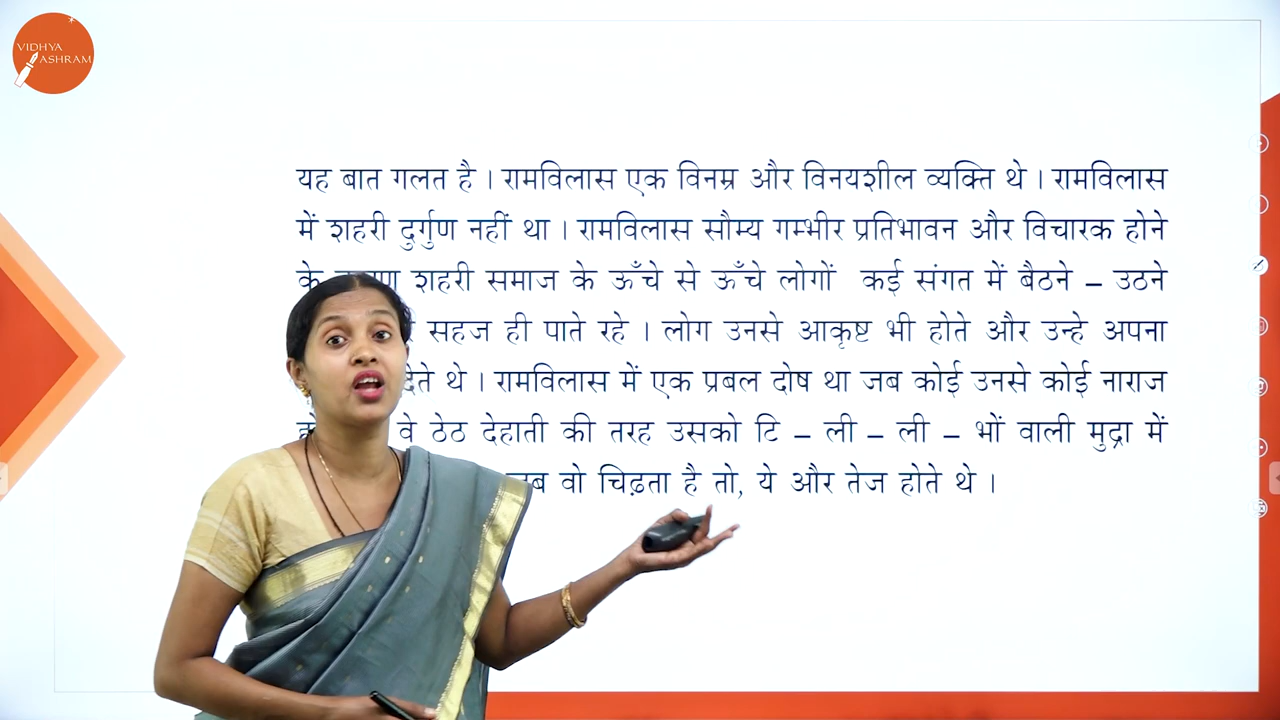 VIDHYA
ASHRAM
यह बात गलत है । रामविलास एक विनम्र और विनयशील व्यक्ति थे । रामविलास
में शहरी दुर्गुण नहीं था । रामविलास सौम्य गम्भीर प्रतिभावन और विचारक होने
के शहरी समाज के ऊँचे से ऊँचे लोगों कई संगत में बैठने – उठने
सहज ही पाते रहे । लोग उनसे आकृष्ट भी होते और उन्हे अपना
देते थे । रामविलास में एक प्रबल दोष था जब कोई उनसे कोई नाराज
वे ठेठ देहाती की तरह उसको टि – ली – ली – भों वाली मुद्रा में
जब वो चिढ़ता है तो, ये और तेज होते थे ।